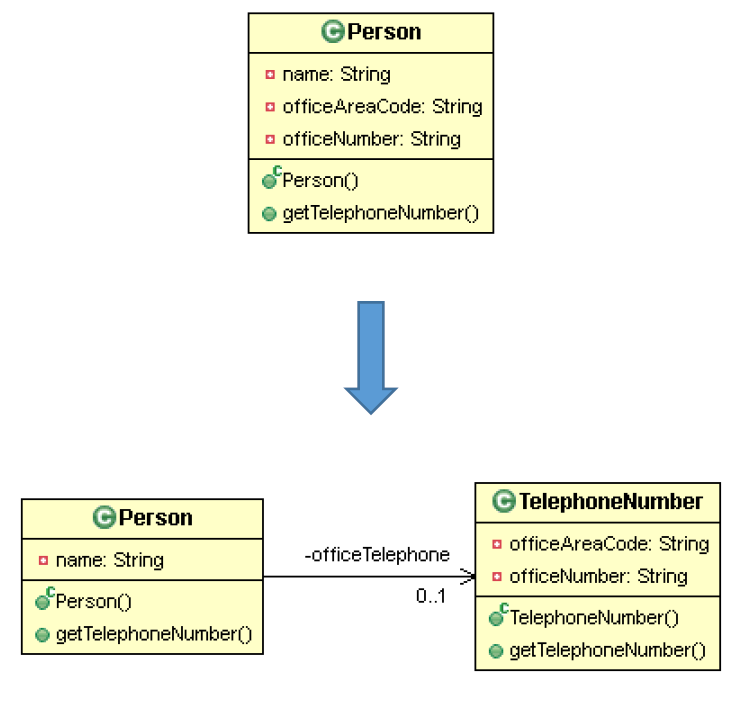 Person
name: String
officeAreaCode: String
officeNumber: String
Person()
getTelephoneNumber()
Person
name: String
Person()
getTelephoneNumber()
-officeTelephone
0..1
TelephoneNumber
officeAreaCode: String
officeNumber: String
TelephoneNumber()
getTelephoneNumber()